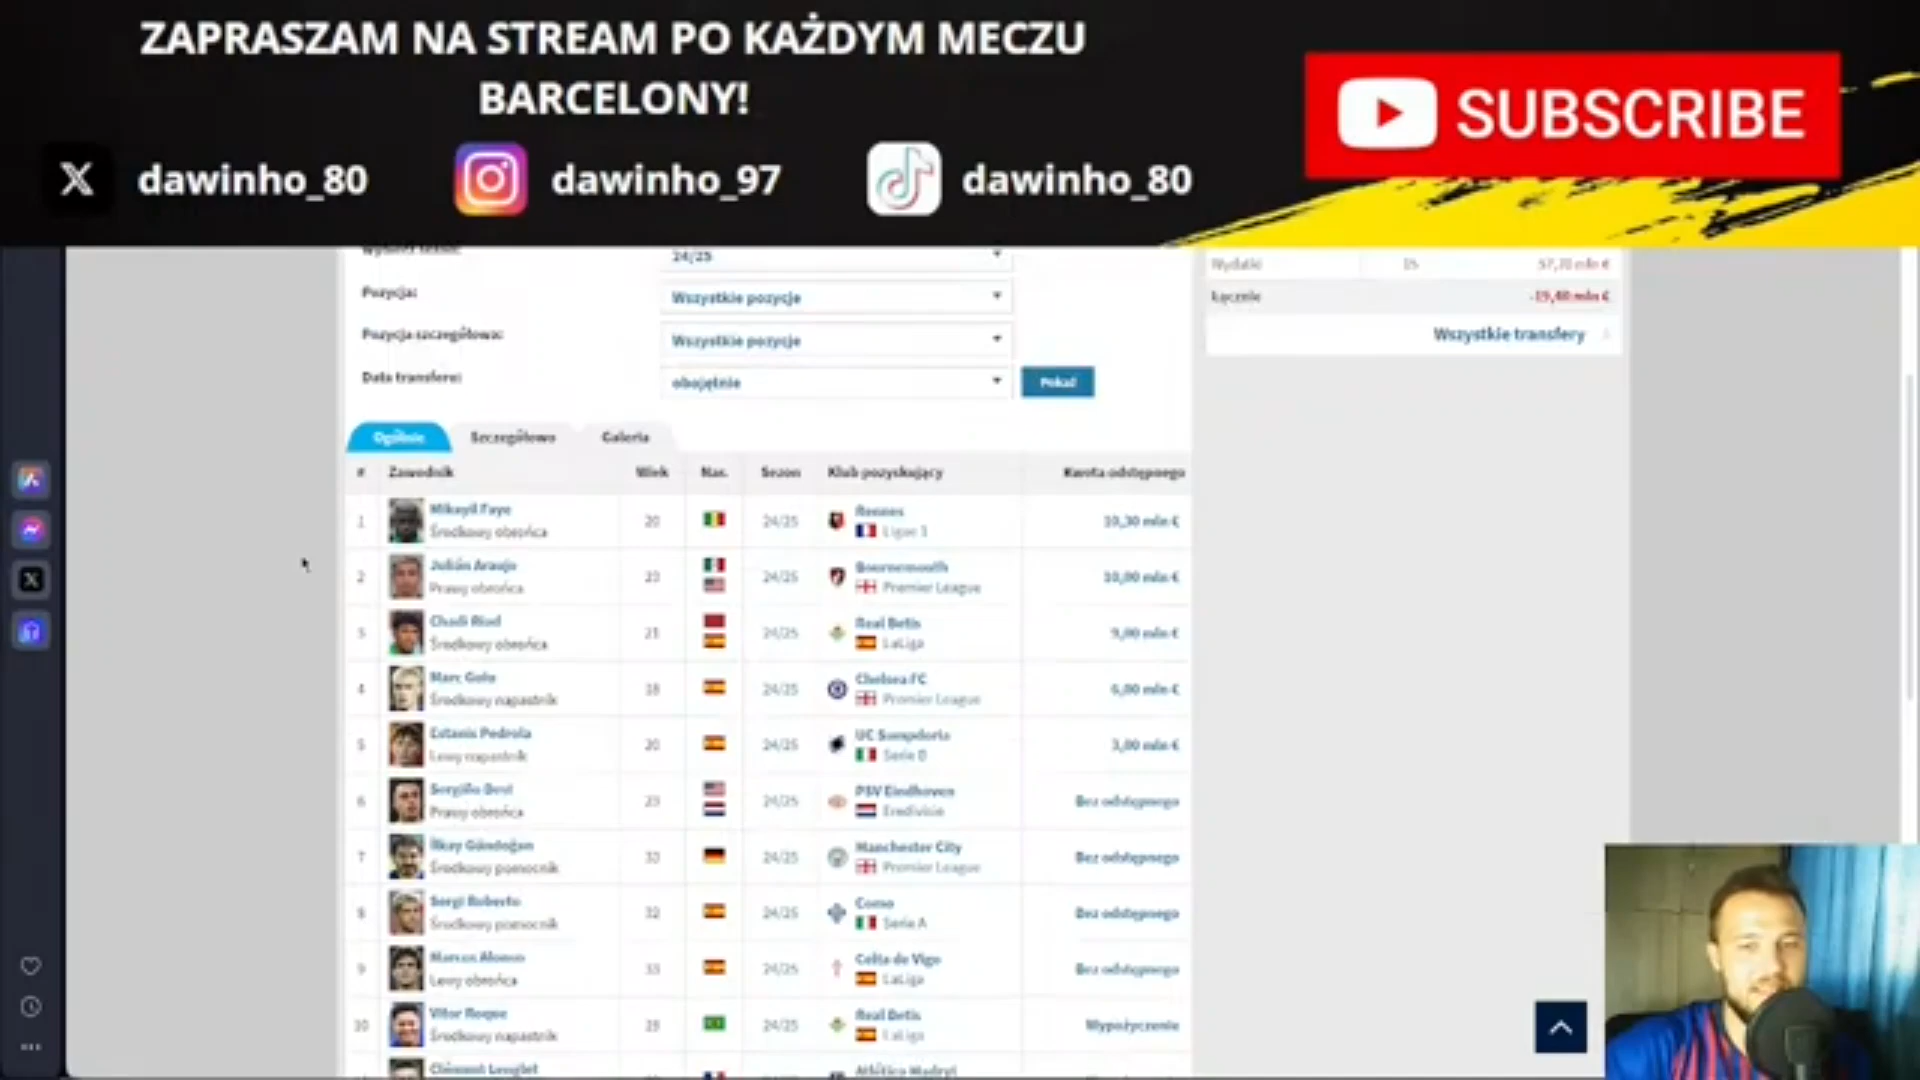 ZAPRASZAM NA STREAM PO KAŻDYM MECZU
BARCELONY!
SUBSCRIBE
dawinho_80
dawinho_97
dawinho_80
24/25
Pozycja:
Wszystkie pozycje
Pozycja szczegółowa:
Wszystkie pozycje
Data transferu:
obojętnie
Pokaż
Wydatki 15 57,70 mln €
Łącznie
Wszystkie transfery
Ogólnie Szczegółowo Galeria
# Zawodnik Wiek Nar. Sezon Klub pozyskujący Kwota odstępnego
1 Mikayil Faye 20 24/25 Rennes 10,30 mln €
Środkowy obrońca Ligue 1
2 Julián Araujo 23 24/25 Bournemouth 10,00 mln €
Prawy obrońca Premier League
3 Chadi Riad 21 24/25 Real Betis 9,00 mln €
Środkowy obrońca LaLiga
4 Marc Guiu 18 24/25 Chelsea FC 6,00 mln €
Środkowy napastnik Premier League
5 Estanis Pedrola 20 24/25 UC Sampdoria 3,00 mln €
Lewy napastnik Serie B
6 Sergiño Dest 23 24/25 PSV Eindhoven Bez odstępnego
Prawy obrońca Eredivisie
7 İlkay Gündoğan 33 24/25 Manchester City Bez odstępnego
Środkowy pomocnik Premier League
8 Sergi Roberto 32 24/25 Como Bez odstępnego
Środkowy pomocnik Serie A
9 Marcos Alonso 33 24/25 Celta de Vigo Bez odstępnego
Lewy obrońca LaLiga
10 Vitor Roque 24/25 Real Betis Wypożyczenie
Środkowy napastnik LaLiga
Clément Lenglet Atlético Madryt